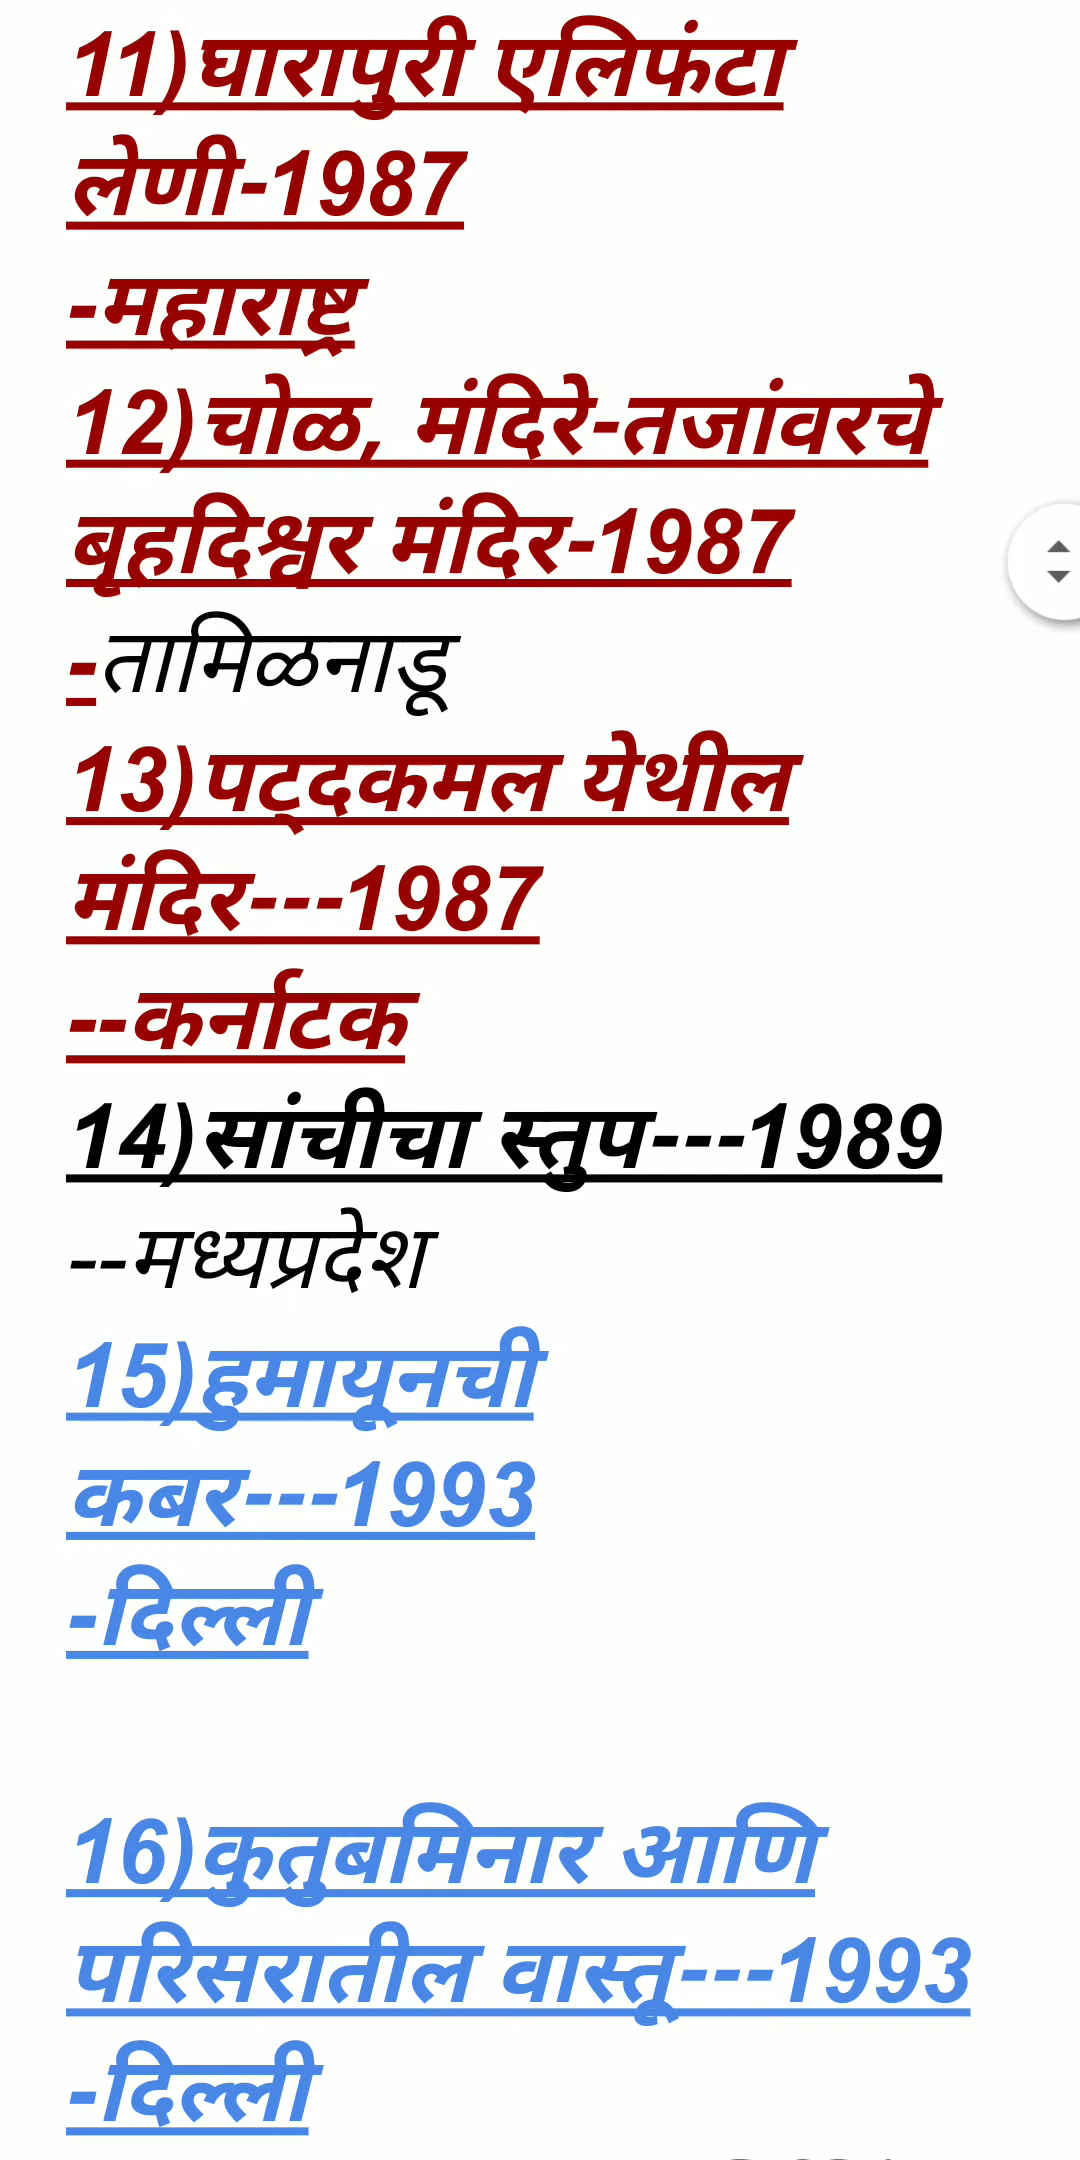 11)घारापुरी एलिफंटा
लेणी-1987
-महाराष्ट्र
12)चोळ, मंदिरे-तजांवरचे
बृहदिश्वर मंदिर-1987
-तामिळनाडू
13)पट्दकमल येथील
मंदिर---1987
--कर्नाटक
14)सांचीचा स्तुप---1989
--मध्यप्रदेश
15)हुमायूनची
कबर---1993
-दिल्ली
16)कुतुबमिनार आणि
परिसरातील वास्तू---1993
-दिल्ली